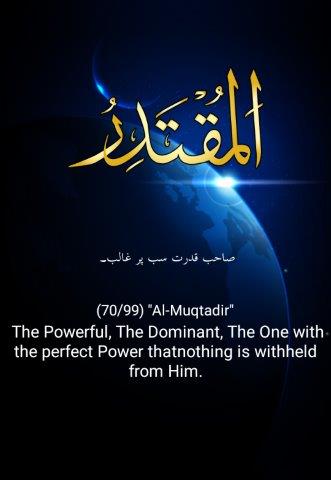 المُقْتَدِرُ
صاحب قدرت سب پر غالب۔
(70/99) "Al-Muqtadir"
The Powerful, The Dominant, The One with
the perfect Power thatnothing is withheld
from Him.